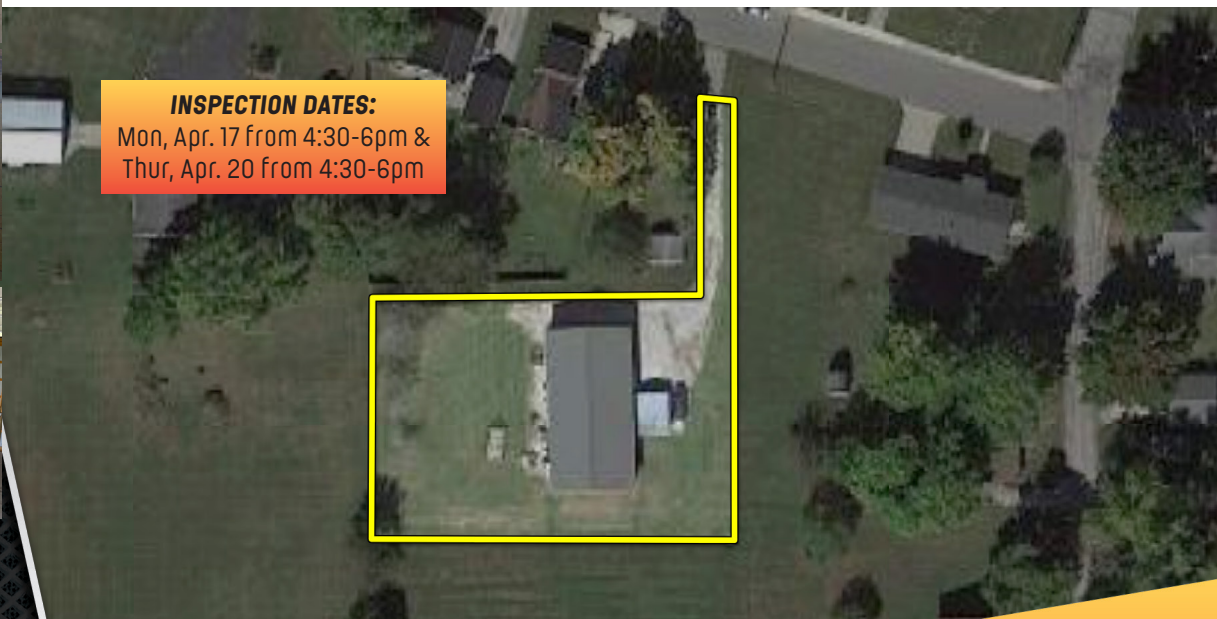 INSPECTION DATES:
Mon, Apr. 17 from 4:30-6pm &
Thur, Apr. 20 from 4:30-6pm